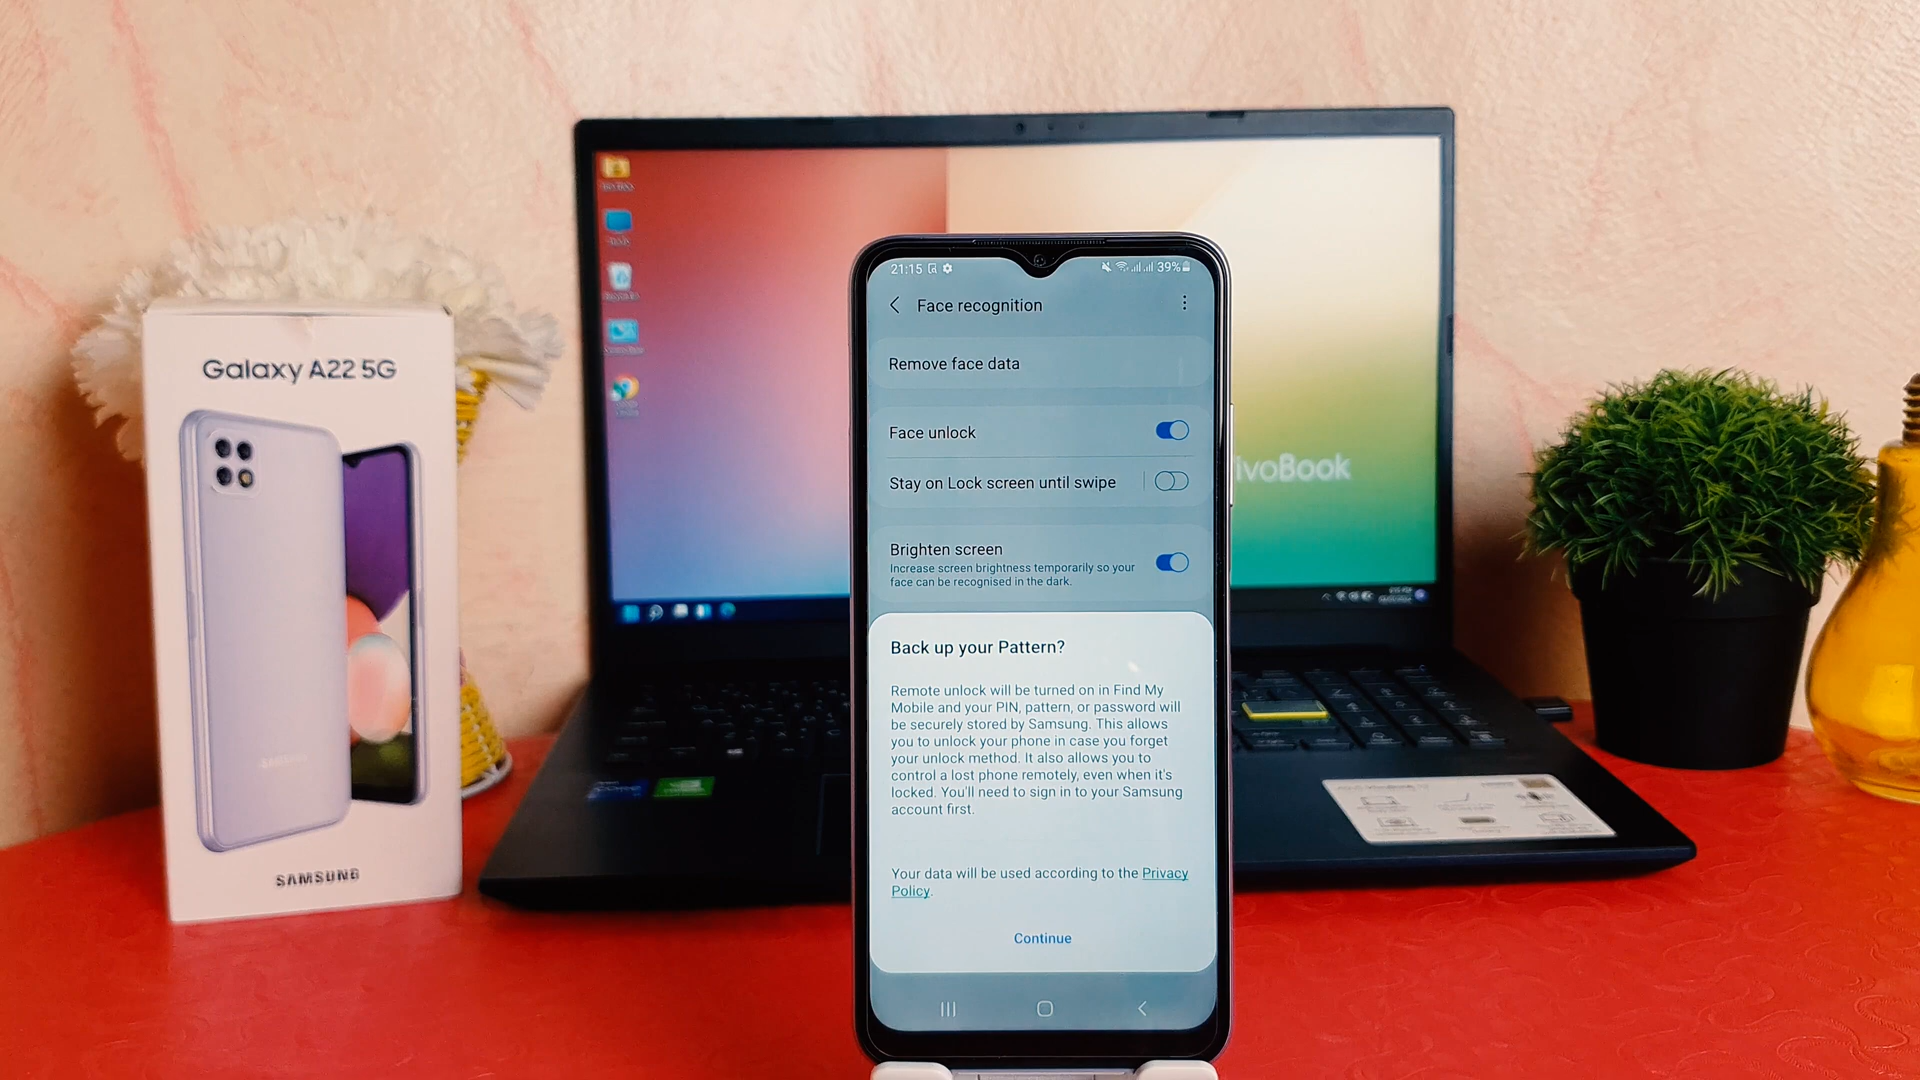 Galaxy A22 5G
SAMSUNG
SAMSUNG
ivoBook
21:15
39%
Face recognition
Remove face data
Face unlock
Stay on Lock screen until swipe
Brighten screen
Increase screen brightness temporarily so your
face can be recognised in the dark.
Back up your Pattern?
Remote unlock will be turned on in Find My
Mobile and your PIN, pattern, or password will
be securely stored by Samsung. This allows
you to unlock your phone in case you forget
your unlock method. It also allows you to
control a lost phone remotely, even when it's
locked. You'll need to sign in to your Samsung
account first.
Your data will be used according to the Privacy
Policy.
Continue